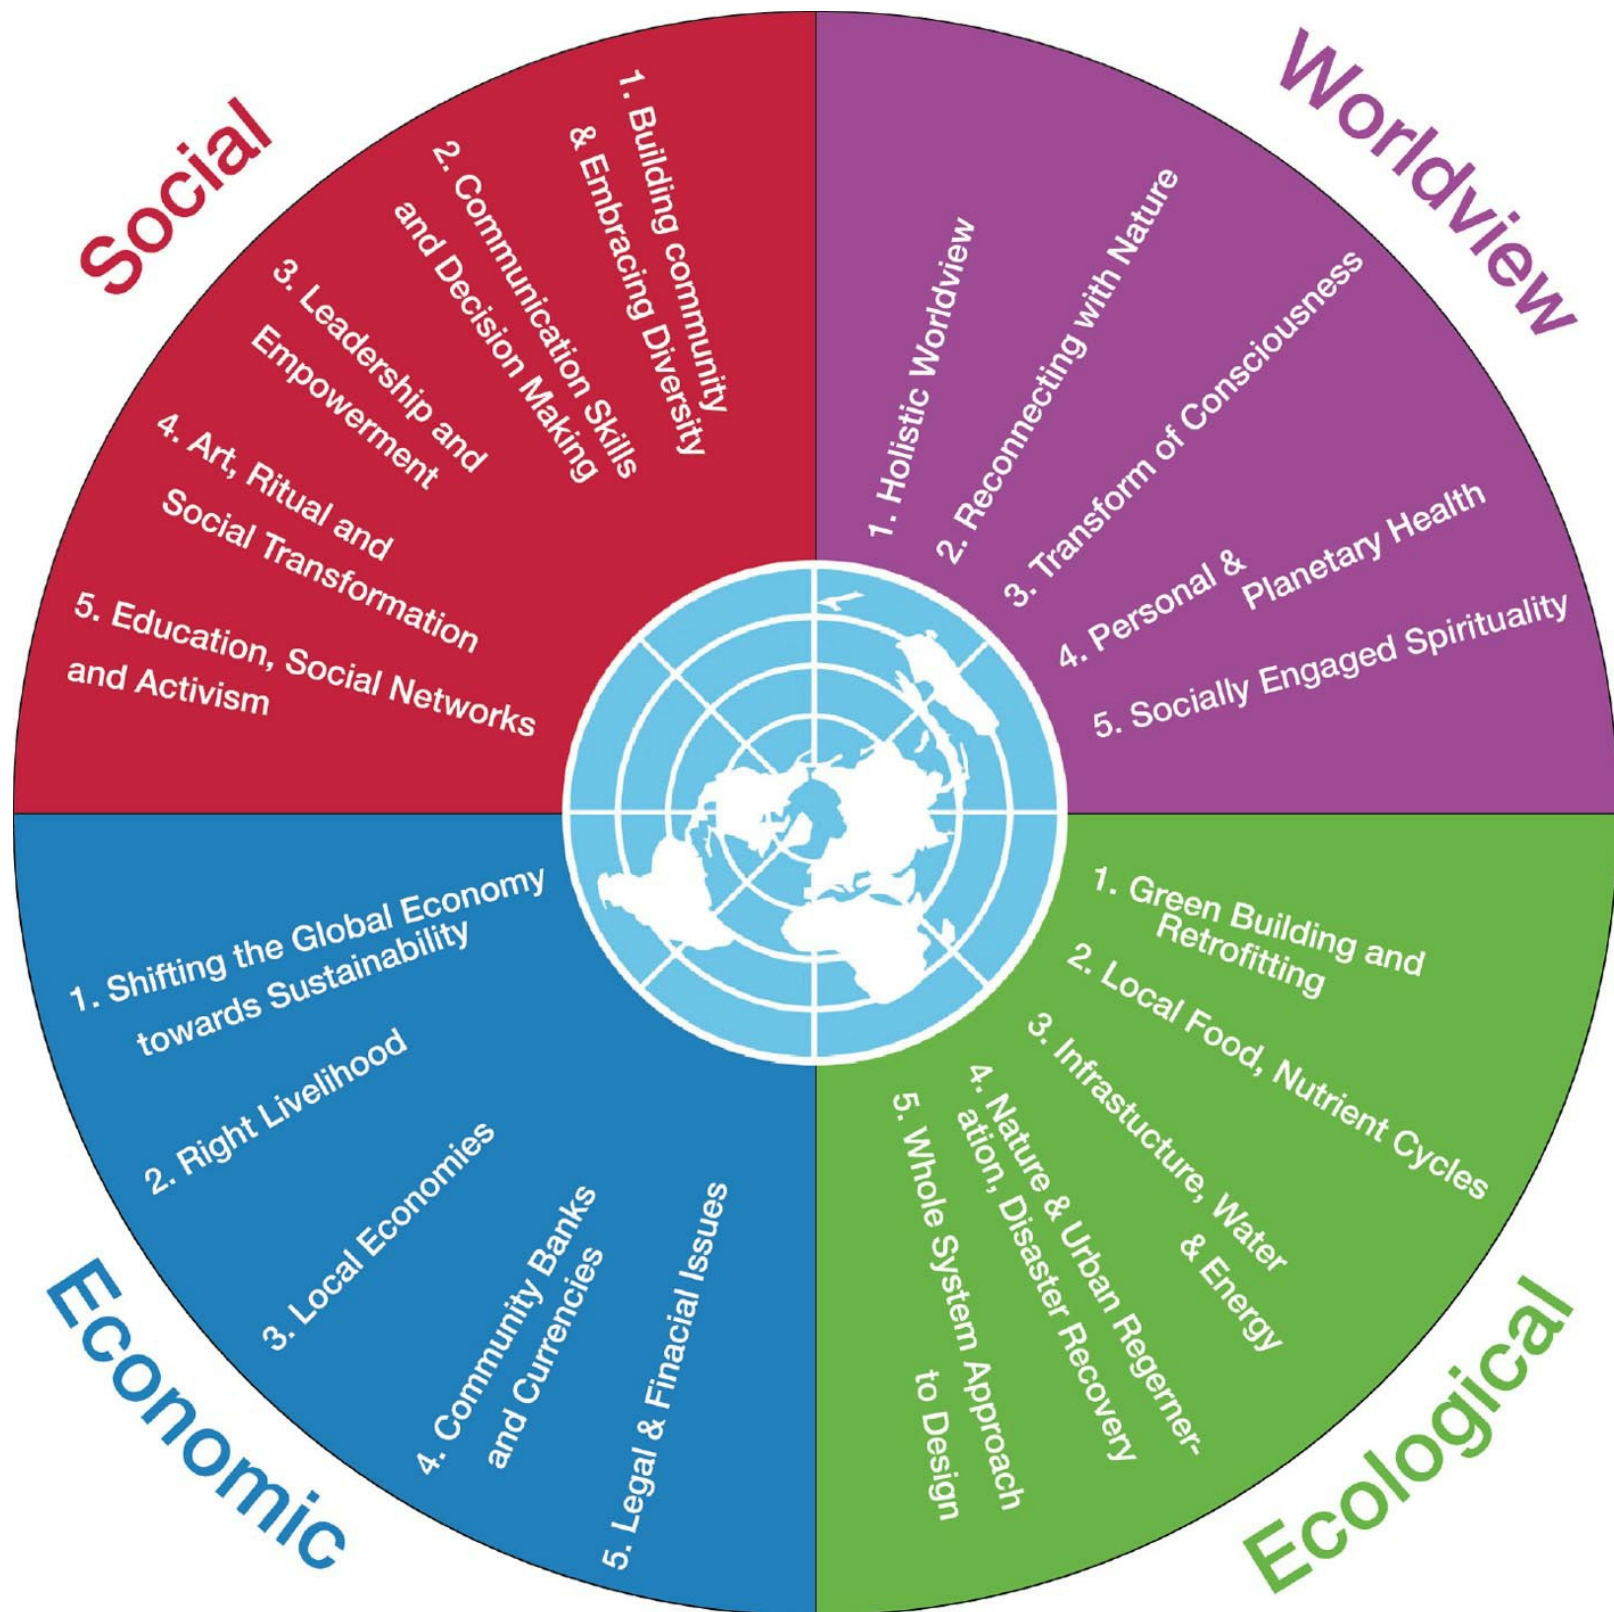 Social
1. Building community
& Embracing Diversity
2. Communication Skills
and Decision Making
3. Leadership and
Empowerment
4. Art, Ritual and
Social Transformation
5. Education, Social Networks
and Activism
Worldview
1. Holistic Worldview
2. Reconnecting with Nature
3. Transform of Consciousness
4. Personal &
Planetary Health
5. Socially Engaged Spirituality
Economic
1. Shifting the Global Economy
towards Sustainability
2. Right Livelihood
3. Local Economies
4. Community Banks
and Currencies
5. Legal & Finacial Issues
Ecological
1. Green Building and
Retrofitting
2. Local Food, Nutrient Cycles
3. Infrastucture, Water
& Energy
4. Nature & Urban Regerner-
ation, Disaster Recovery
5. Whole System Approach
to Design